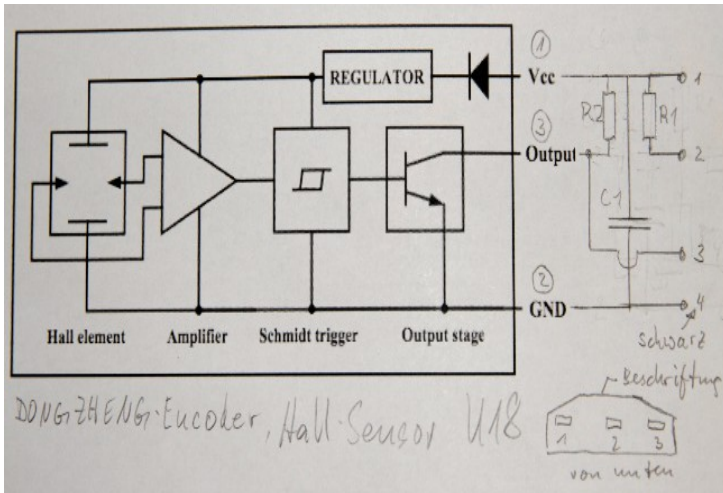 ①
REGULATOR
Vcc
1
③
R2
R1
Output
2
C1
3
②
GND
4
Hall element
Amplifier
Schmidt trigger
Output stage
schwarz
Beschriftung
DONGZHENG-Encoder, Hall-Sensor U18
1 2 3
von unten